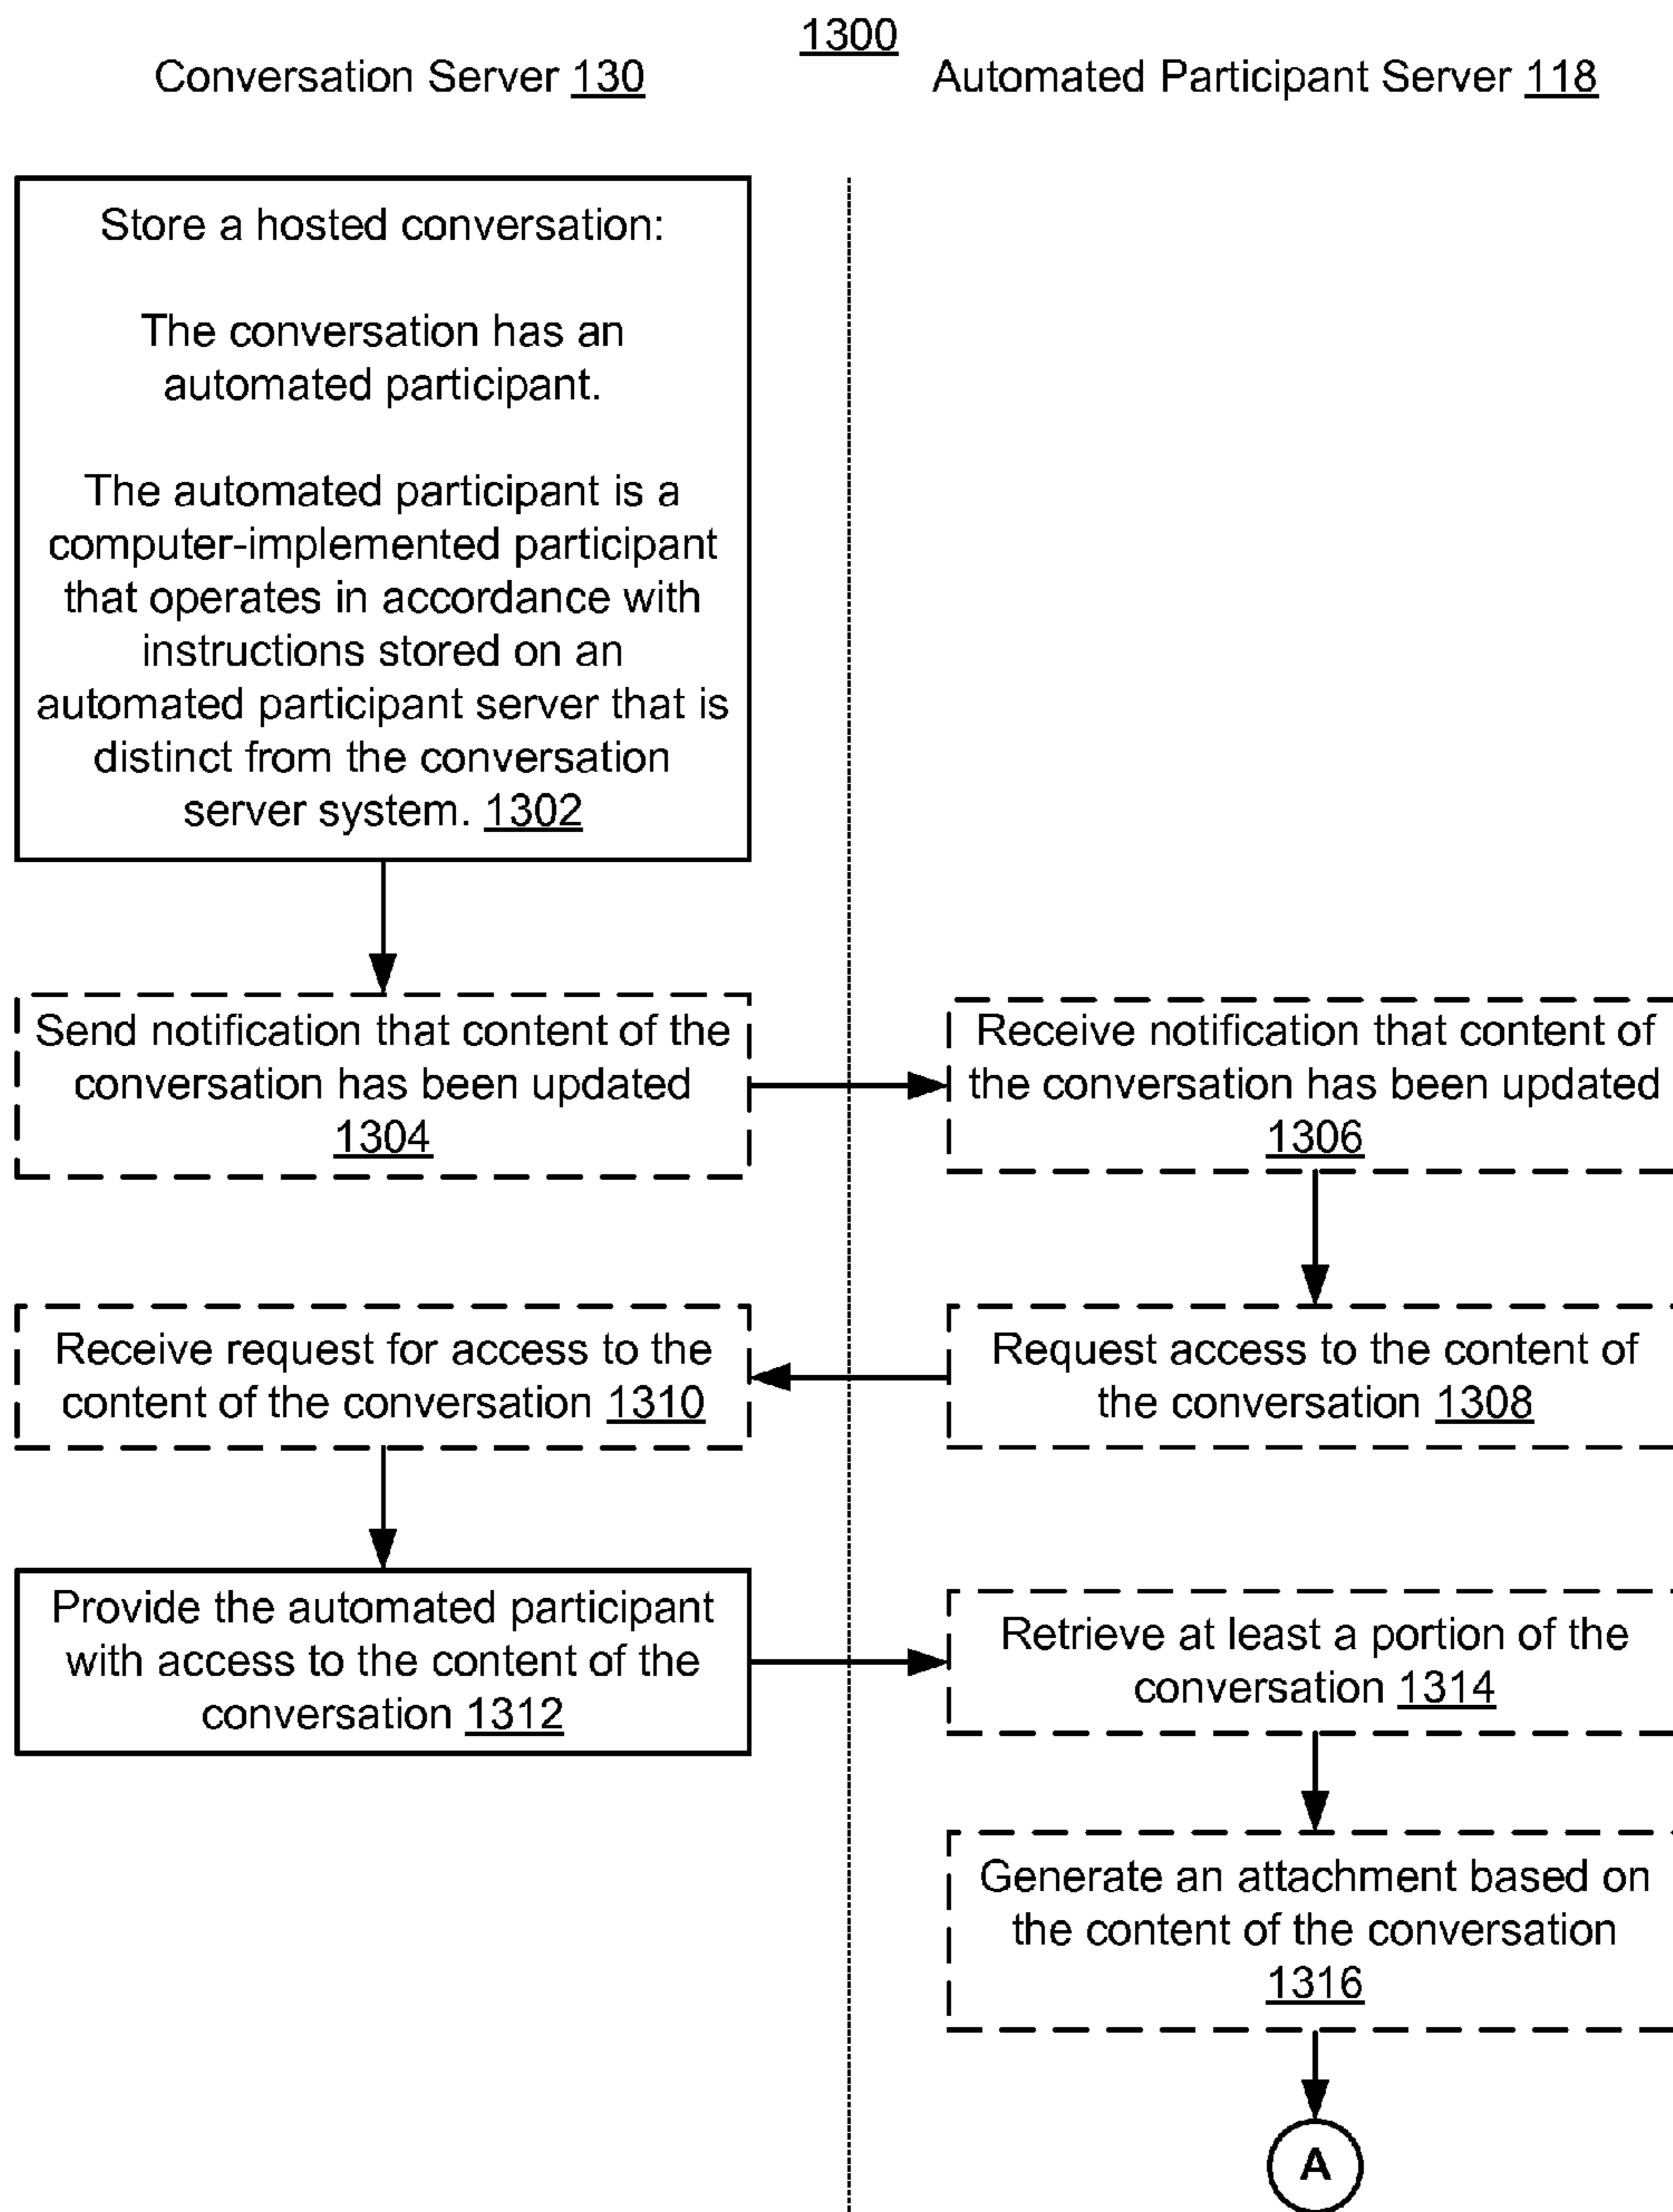 1300
Conversation Server 130
Automated Participant Server 118
Store a hosted conversation:
The conversation has an
automated participant.
The automated participant is a
computer-implemented participant
that operates in accordance with
instructions stored on an
automated participant server that is
distinct from the conversation
server system. 1302
Send notification that content of the
conversation has been updated
1304
Receive notification that content of
the conversation has been updated
1306
Request access to the content of
the conversation 1308
Receive request for access to the
content of the conversation 1310
Provide the automated participant
with access to the content of the
conversation 1312
Retrieve at least a portion of the
conversation 1314
Generate an attachment based on
the content of the conversation
1316
A